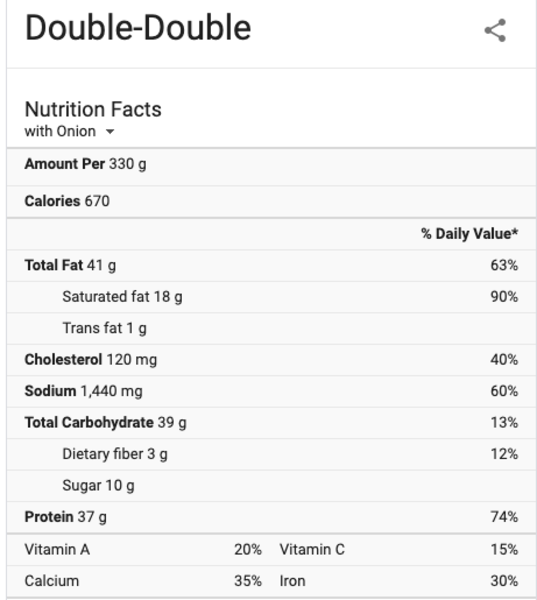 Double-Double
Nutrition Facts
with Onion
Amount Per 330 g
Calories 670
% Daily Value*
Total Fat 41 g 63%
Saturated fat 18 g 90%
Trans fat 1 g
Cholesterol 120 mg 40%
Sodium 1,440 mg 60%
Total Carbohydrate 39 g 13%
Dietary fiber 3 g 12%
Sugar 10 g
Protein 37 g 74%
Vitamin A 20% Vitamin C 15%
Calcium 35% Iron 30%